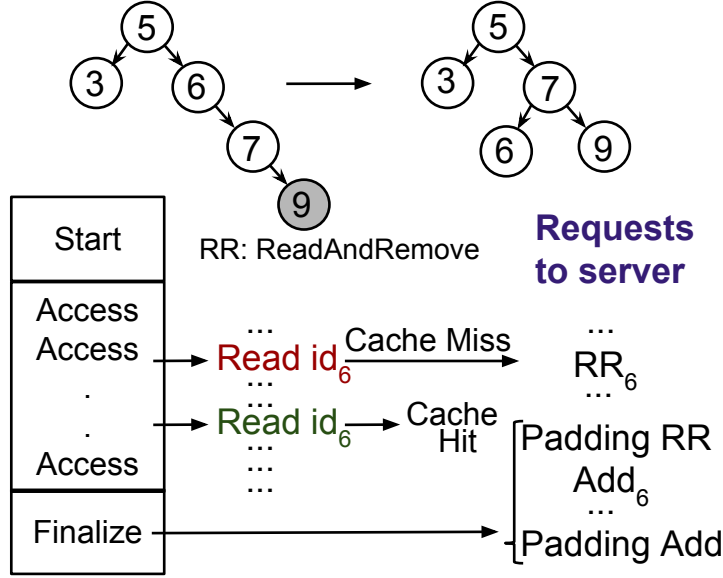 5
3
6
7
9
5
3
7
6
9
RR: ReadAndRemove
Requests
to server
Start
Access
Access
.
.
Access
Finalize
...
Read id₆
...
...
Read id₆
...
...
...
Cache Miss
Cache
Hit
...
RR₆
...
Padding RR
Add₆
...
Padding Add